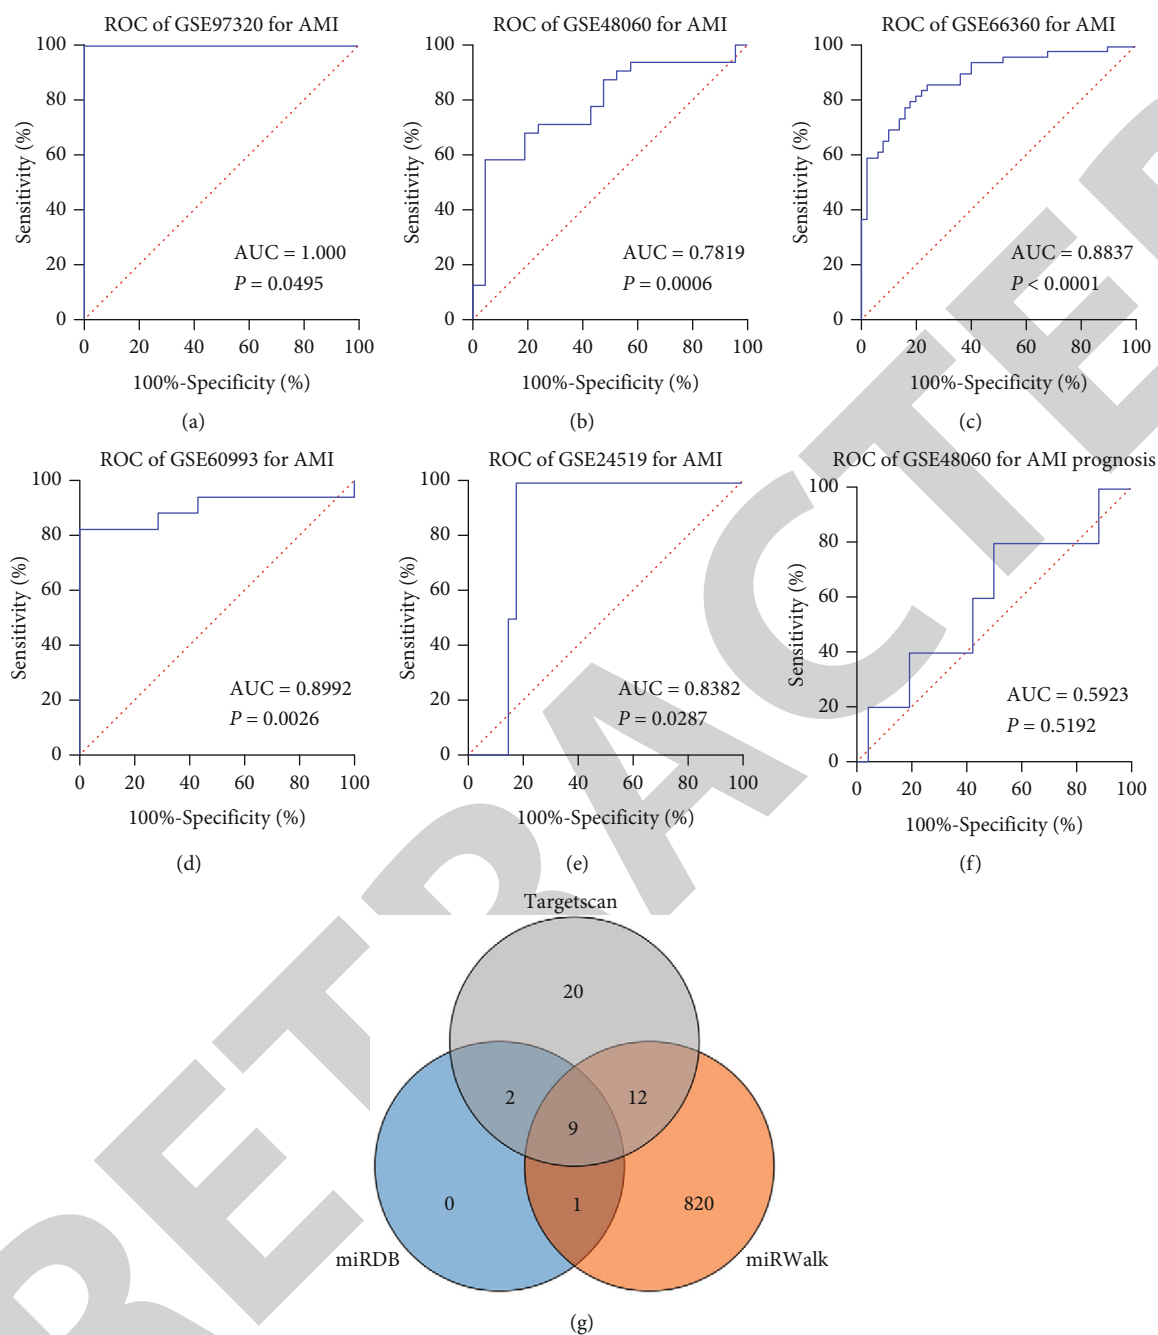 ROC of GSE97320 for AMI
Sensitivity (%)
100
80
60
40
20
0
AUC = 1.000
P = 0.0495
0 20 40 60 80 100
100%-Specificity (%)
(a)
ROC of GSE48060 for AMI
Sensitivity (%)
100
80
60
40
20
0
AUC = 0.7819
P = 0.0006
0 20 40 60 80 100
100%-Specificity (%)
(b)
ROC of GSE66360 for AMI
Sensitivity (%)
100
80
60
40
20
0
AUC = 0.8837
P < 0.0001
0 20 40 60 80 100
100%-Specificity (%)
(c)
ROC of GSE60993 for AMI
Sensitivity (%)
100
80
60
40
20
0
AUC = 0.8992
P = 0.0026
0 20 40 60 80 100
100%-Specificity (%)
(d)
ROC of GSE24519 for AMI
Sensitivity (%)
100
80
60
40
20
0
AUC = 0.8382
P = 0.0287
0 20 40 60 80 100
100%-Specificity (%)
(e)
ROC of GSE48060 for AMI prognosis
Sensitivity (%)
100
80
60
40
20
0
AUC = 0.5923
P = 0.5192
0 20 40 60 80 100
100%-Specificity (%)
(f)
Targetscan
20
2
12
9
0
1
820
miRDB
miRWalk
(g)
RETRACTE